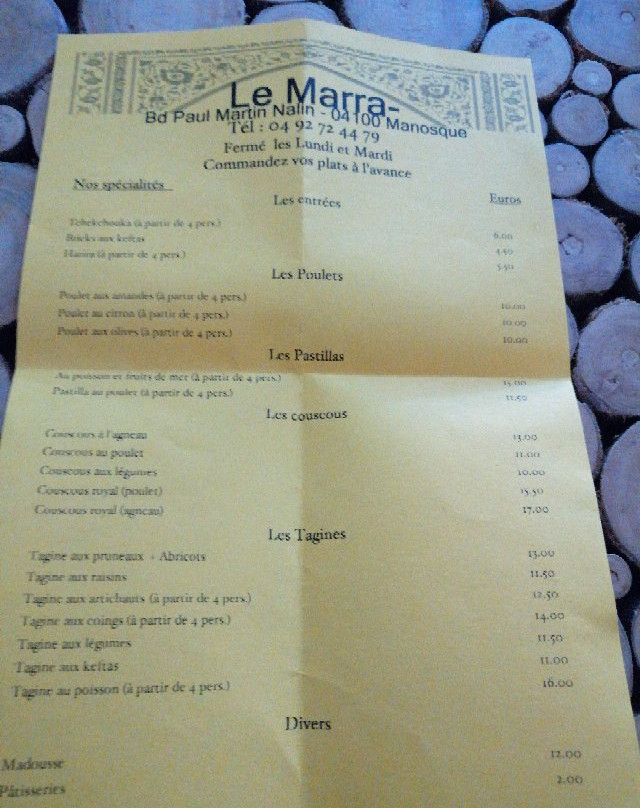 Le Marra-
Bd Paul Martin Nalin - 04100 Manosque
Tél : 04 92 72 44 79
Fermé les Lundi et Mardi
Commandez vos plats à l'avance
Nos spécialités
Euros
Les entrées
Tchekchouka (à partir de 4 pers.) 6.00
Bricks aux keftas 4.50
Harira (à partir de 4 pers.) 5.50
Les Poulets
Poulet aux amandes (à partir de 4 pers.) 10.00
Poulet au citron (à partir de 4 pers.) 10.00
Poulet aux olives (à partir de 4 pers.) 10.00
Les Pastillas
Au poisson et fruits de mer (à partir de 4 pers.) 15.00
Pastilla au poulet (à partir de 4 pers.) 11.50
Les couscous
Couscous à l'agneau 13.00
Couscous au poulet 11.00
Couscous aux légumes 10.00
Couscous royal (poulet) 15.50
Couscous royal (agneau) 17.00
Les Tagines
Tagine aux pruneaux + Abricots 13.00
Tagine aux raisins 11.50
Tagine aux artichauts (à partir de 4 pers.) 12.50
Tagine aux coings (à partir de 4 pers.) 14.00
Tagine aux légumes 11.50
Tagine aux keftas 11.00
Tagine au poisson (à partir de 4 pers.) 16.00
Divers
Madousse 12.00
Pâtisseries 2.00